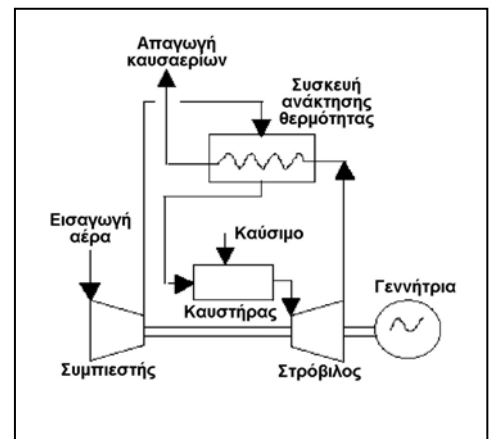 Απαγωγή
καυσαερίων
Συσκευή
ανάκτησης
θερμότητας
Εισαγωγή
αέρα
Καύσιμο
Καυστήρας
Γεννήτρια
Συμπιεστής
Στρόβιλος